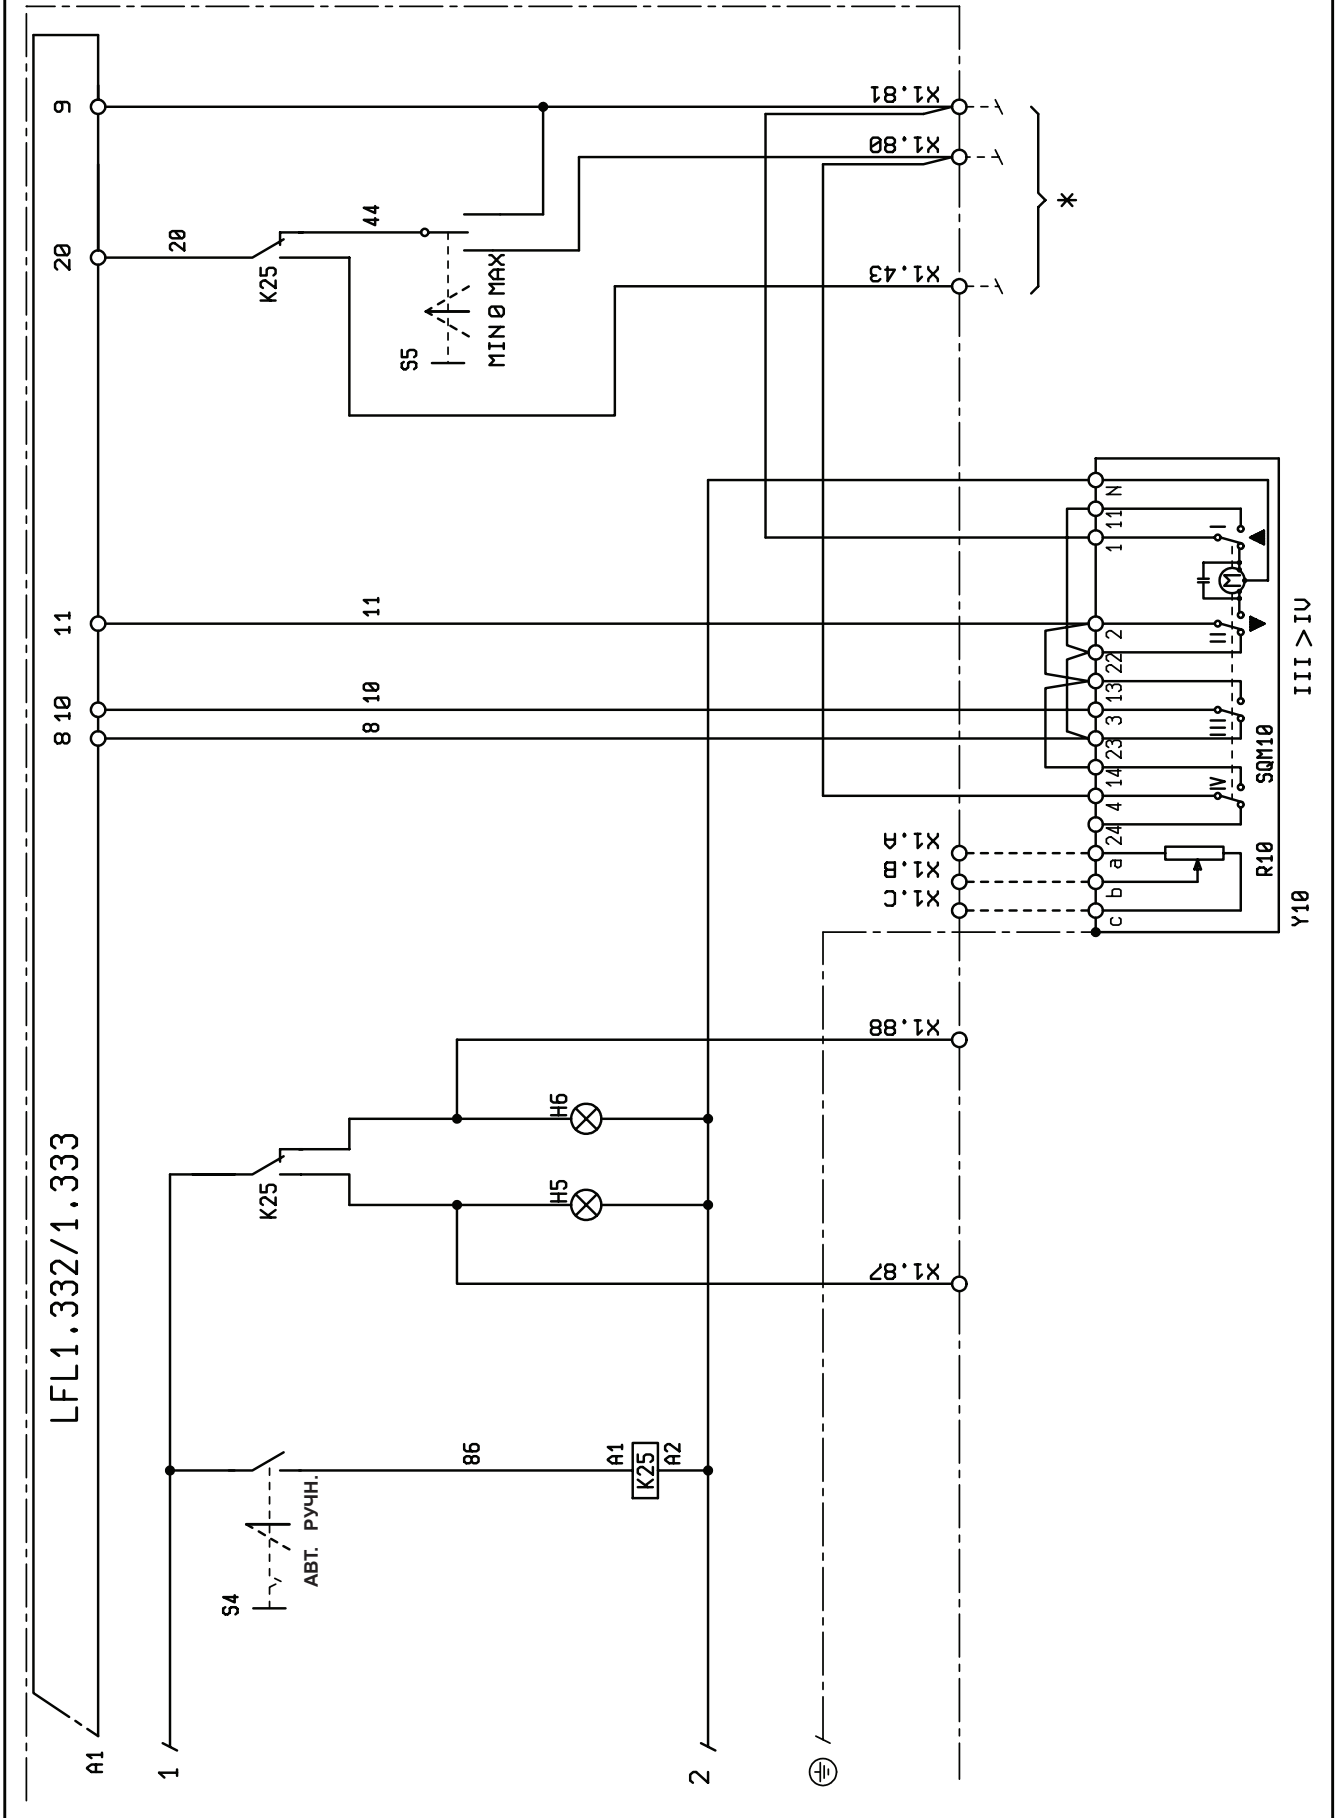 LFL1.332/1.333
A1
8
10
11
20
9
1
2
S4
АВТ. РУЧН.
86
A1
K25
A2
K25
H5
H6
X1.87
X1.88
8
10
11
20
K25
44
S5
MIN 0 MAX
X1.43
X1.80
X1.81
*
X1.C
X1.B
X1.A
c
b
a
24
4
14
23
3
13
22
2
1
11
N
IV
III
II
I
M
R10
SQM10
Y10
III > IV